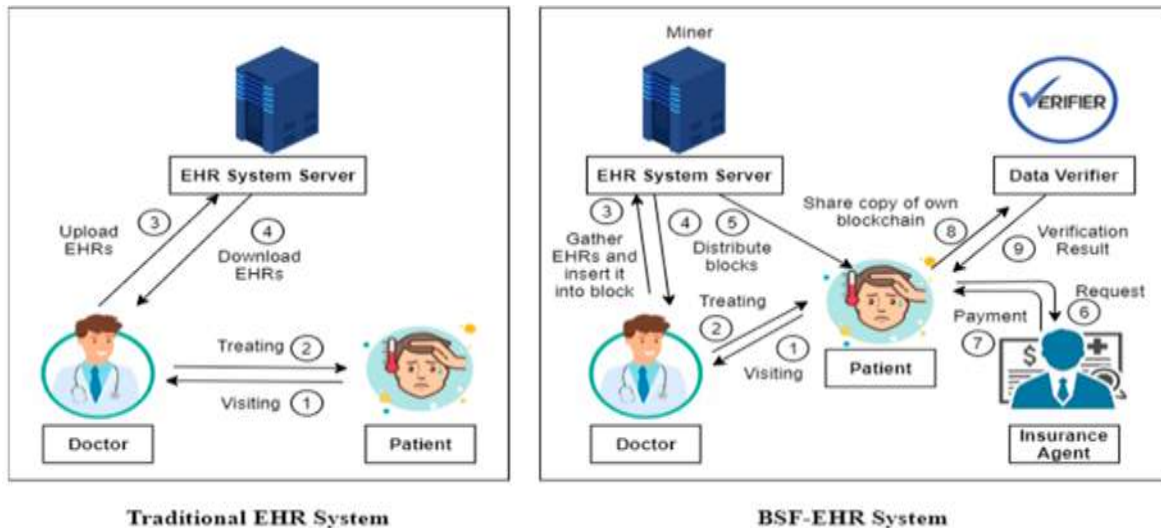 EHR System Server
Upload
EHRs
3
4
Download
EHRs
Treating 2
Visiting 1
Doctor
Patient
Traditional EHR System
Miner
VERIFIER
EHR System Server
Data Verifier
3
Gather
EHRs and
insert it
into block
4
5
Distribute
blocks
Share copy of own
blockchain
8
9
Verification
Result
Treating
2
1
Visiting
Request
6
Payment
7
$
Doctor
Patient
Insurance
Agent
BSF-EHR System